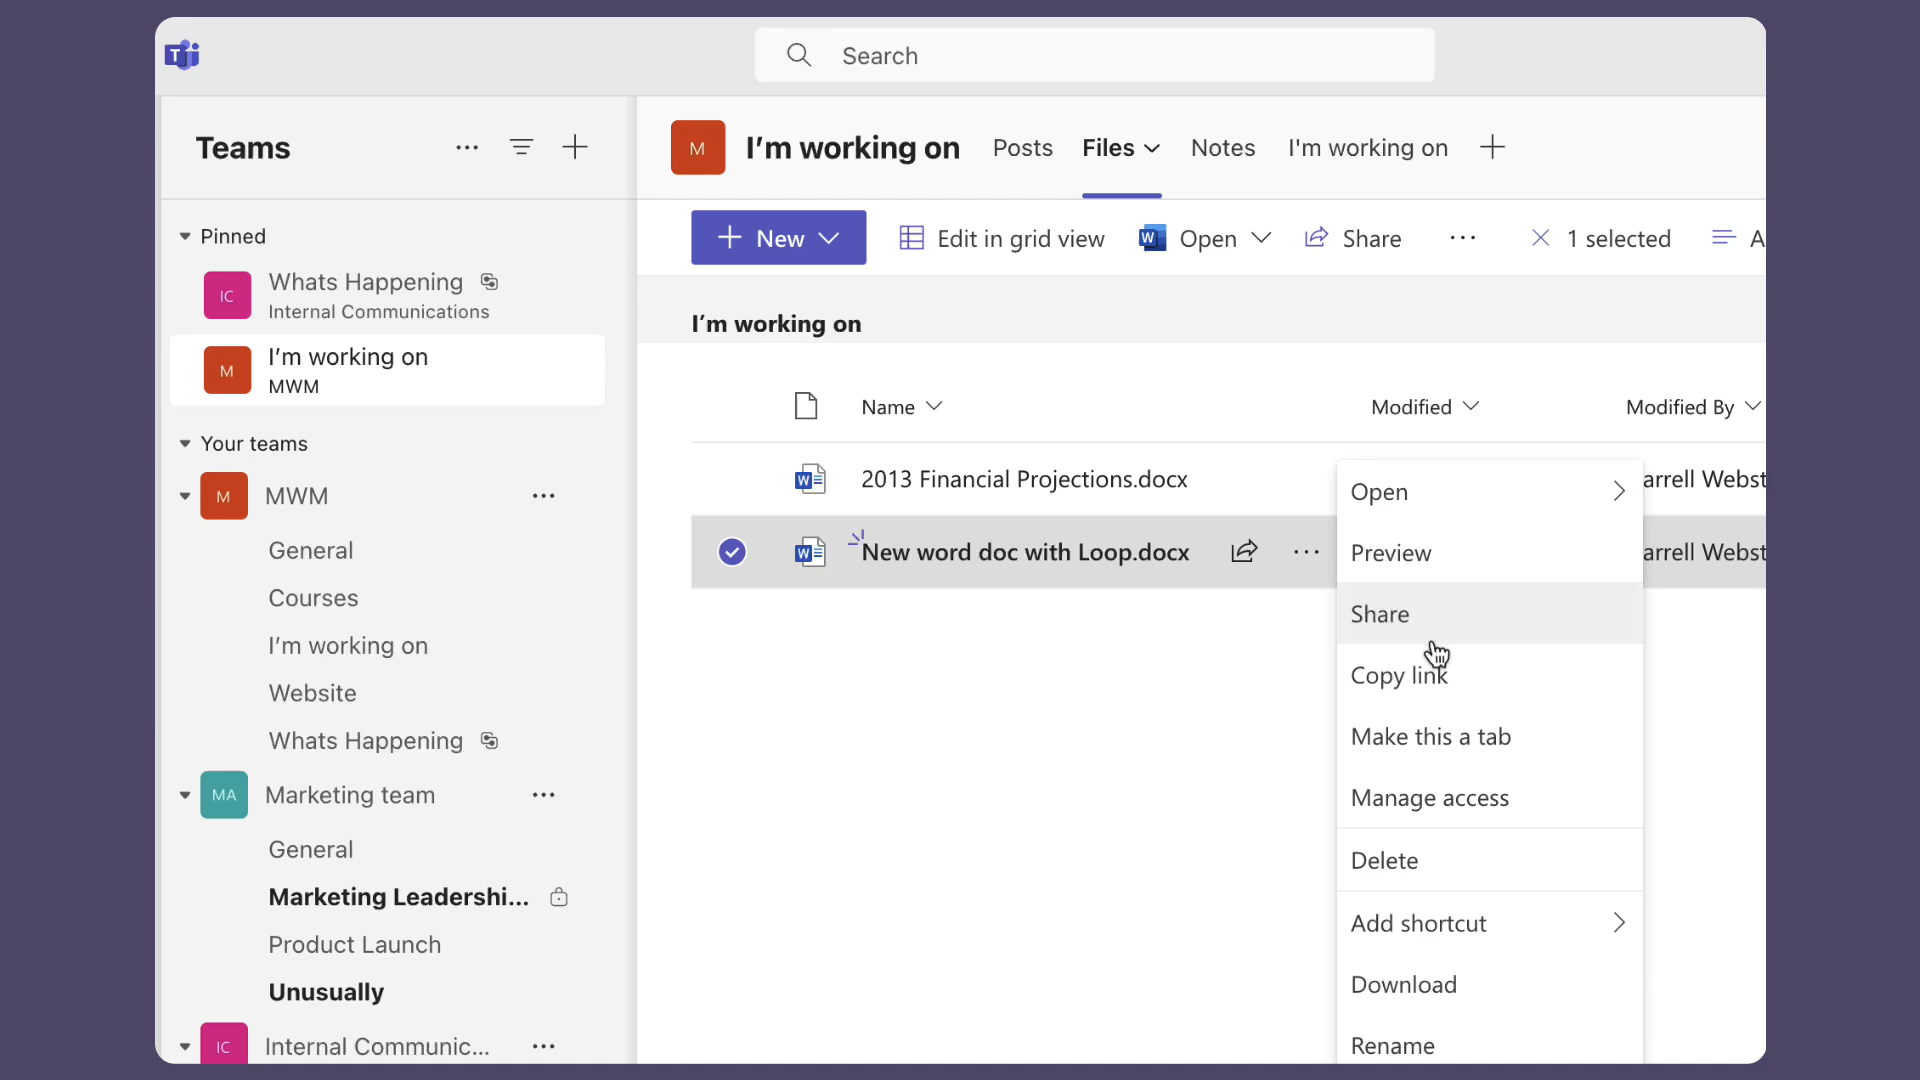 Search
Teams
M
I'm working on
Posts
Files
Notes
I'm working on
New
Edit in grid view
Open
Share
1 selected
A
Pinned
IC
Whats Happening
Internal Communications
M
I'm working on
MWM
Your teams
M
MWM
General
Courses
I'm working on
Website
Whats Happening
MA
Marketing team
General
Marketing Leadershi...
Product Launch
Unusually
IC
Internal Communic...
I'm working on
Name
Modified
Modified By
2013 Financial Projections.docx
arrell Webst
New word doc with Loop.docx
arrell Webst
Open
Preview
Share
Copy link
Make this a tab
Manage access
Delete
Add shortcut
Download
Rename